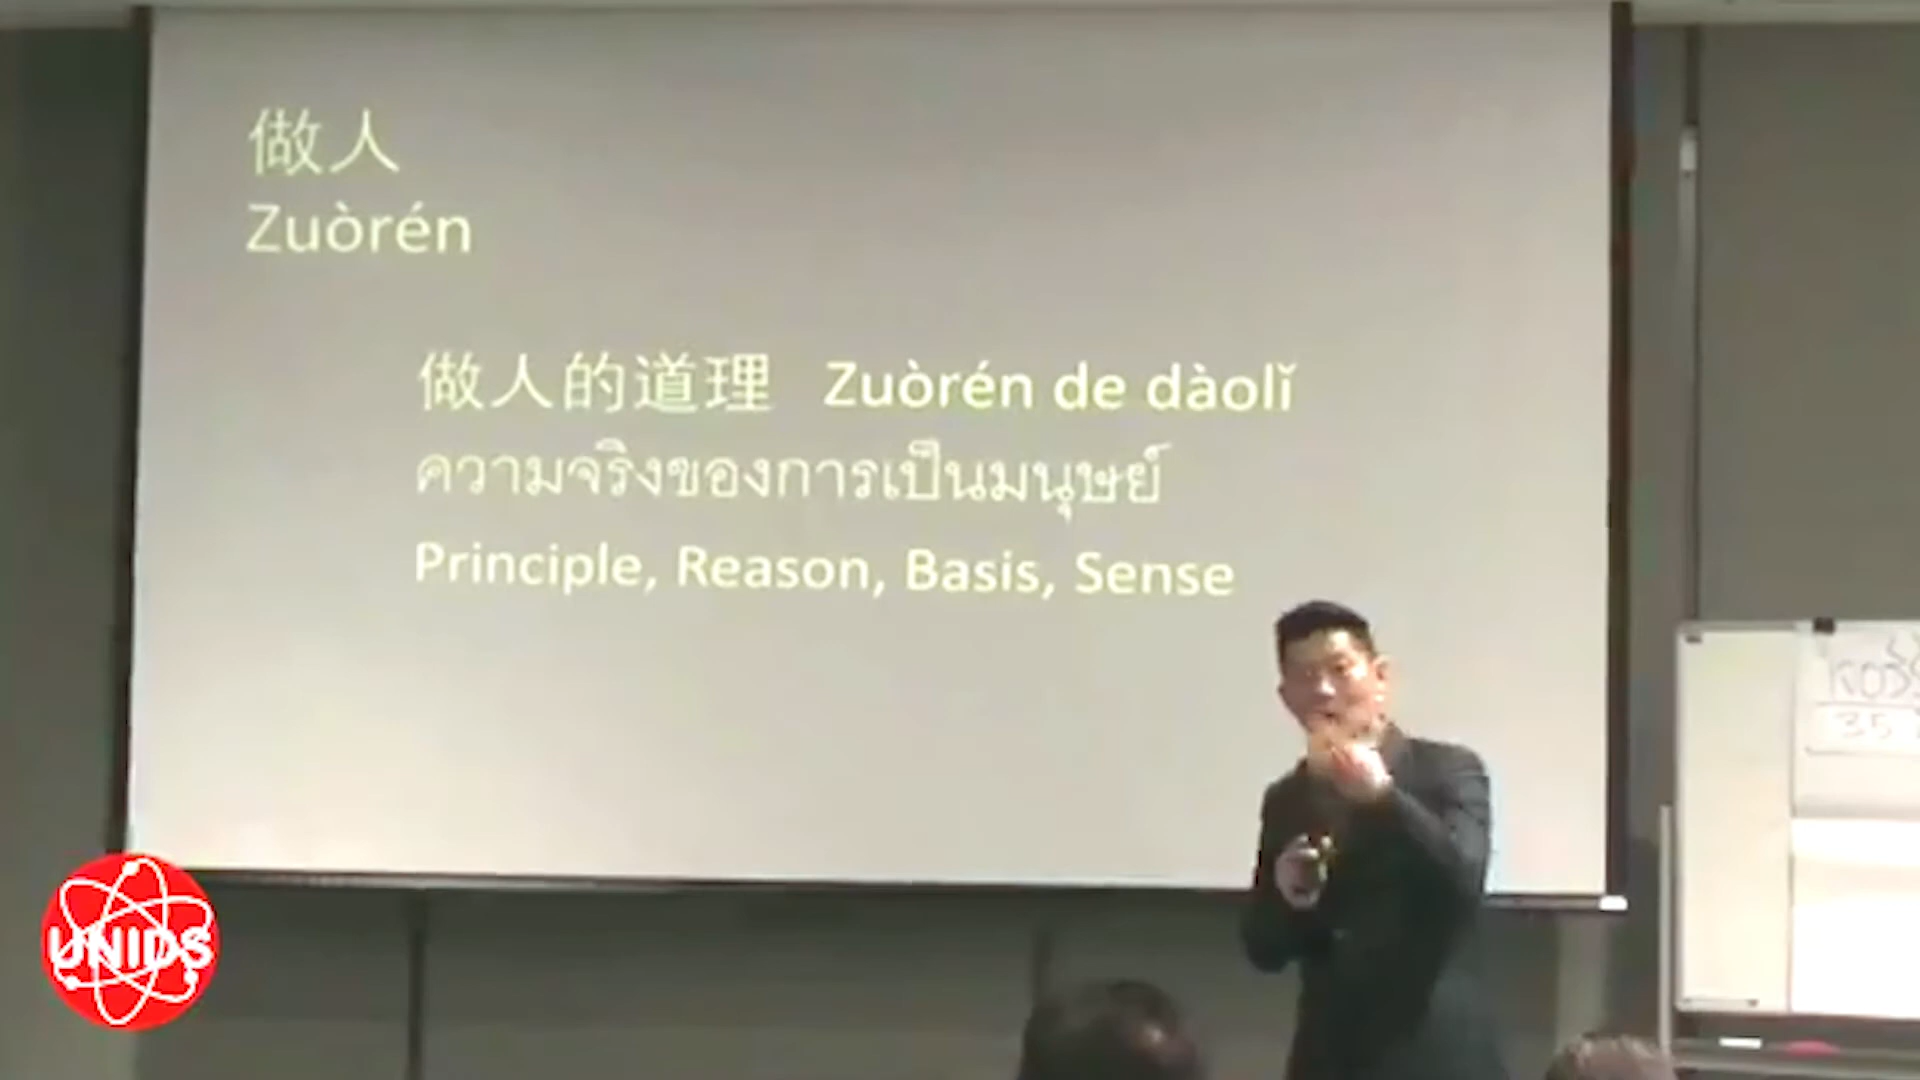 做人
Zuòrén
做人的道理 Zuòrén de dàolǐ
ความจริงของการเป็นมนุษย์
Principle, Reason, Basis, Sense
35
UNIDS